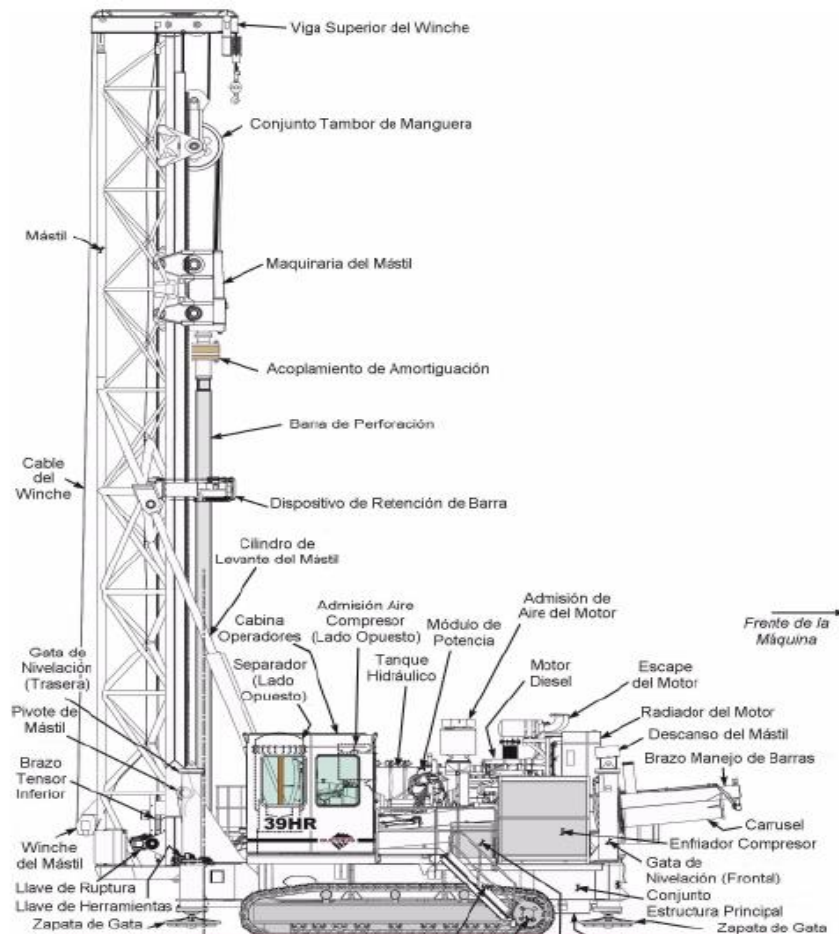 Viga Superior del Winche
Conjunto Tambor de Manguera
Mástil
Maquinaria del Mástil
Acoplamiento de Amortiguación
Barra de Perforación
Cable
del
Winche
Dispositivo de Retención de Barra
Cilindro de
Levante del Mástil
Admisión Aire
Compresor
(Lado Opuesto)
Admisión de
Aire del Motor
Cabina
Operadores
Módulo de
Potencia
Frente de la
Máquina
Gata de
Nivelación
(Trasera)
Separador
(Lado
Opuesto)
Tanque
Hidráulico
Motor
Diesel
Escape
del Motor
Pivote de
Mástil
Radiador del Motor
Descanso del Mástil
Brazo Manejo de Barras
Brazo
Tensor
Inferior
39HR
Carrusel
Winche
del Mástil
Enfriador Compresor
Gata de
Nivelación (Frontal)
Llave de Ruptura
Conjunto
Estructura Principal
Llave de Herramientas
Zapata de Gata
Zapata de Gata